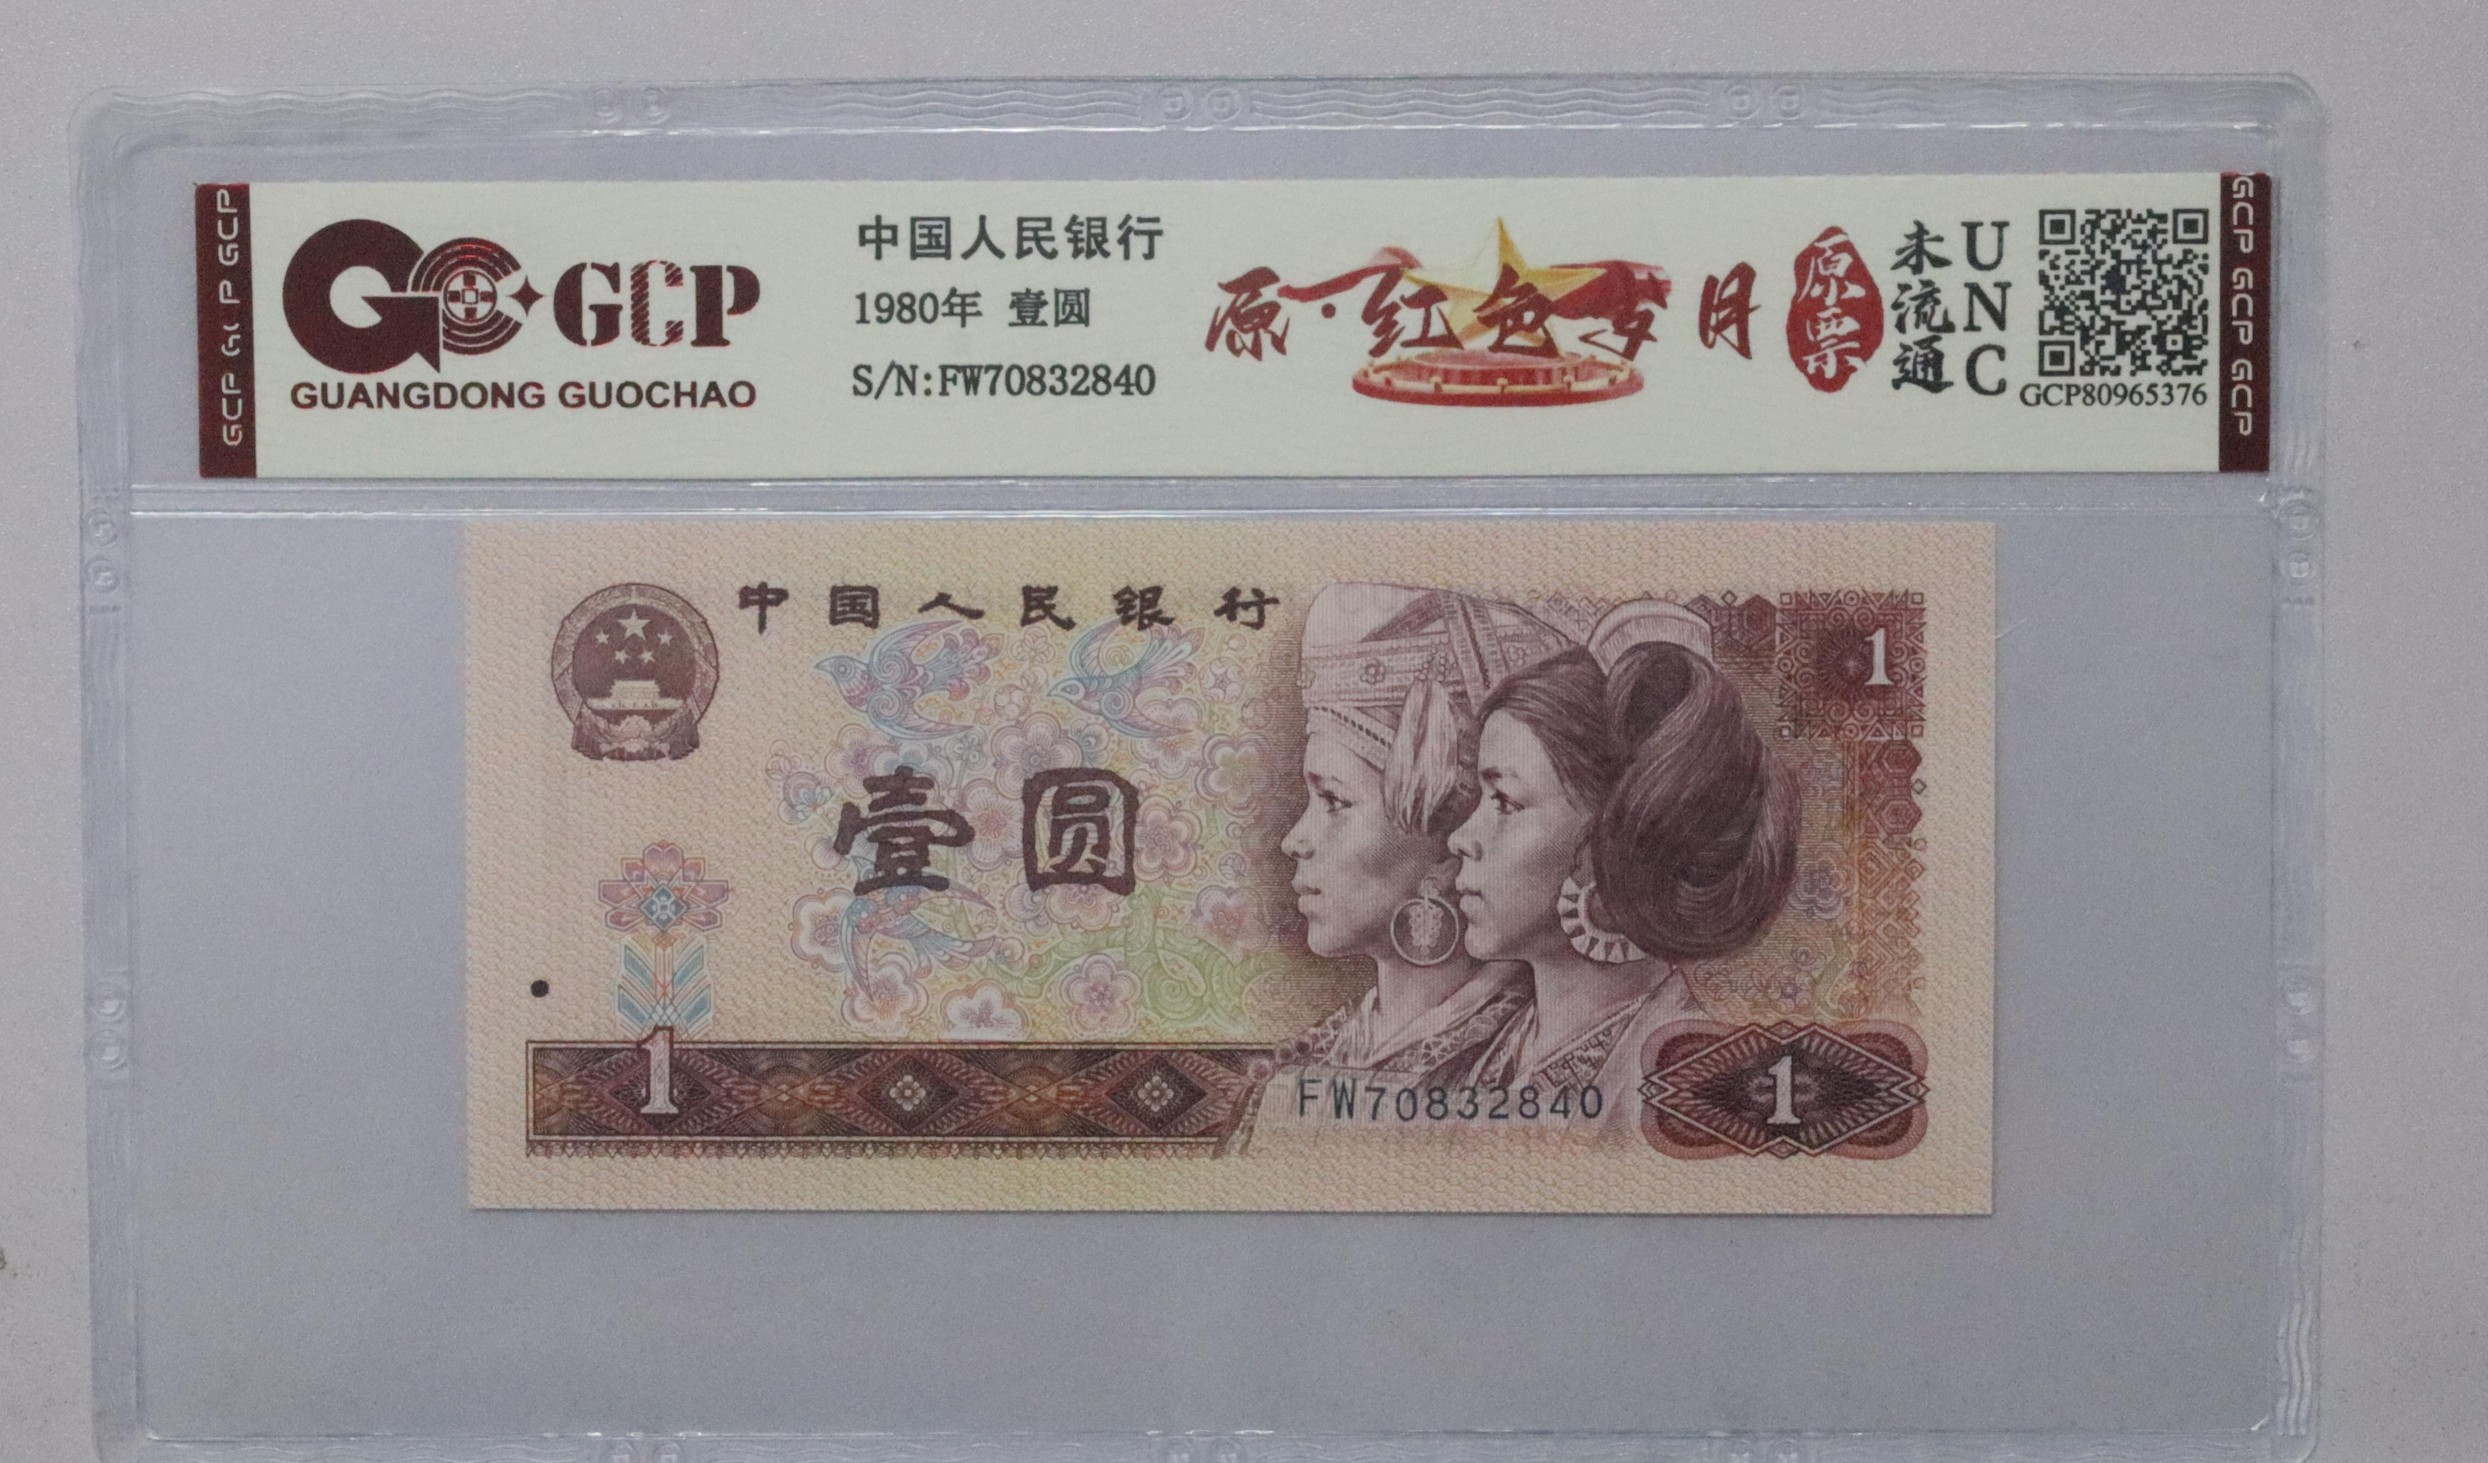 GCP GCP GCP
GCP
GUANGDONG GUOCHAO
中国人民银行
1980年 壹圆
S/N:FW70832840
原·红色岁月
原票
未流通
UNC
GCP80965376
GCP GCP GCP
中国人民银行
1
壹圆
1
FW70832840
1